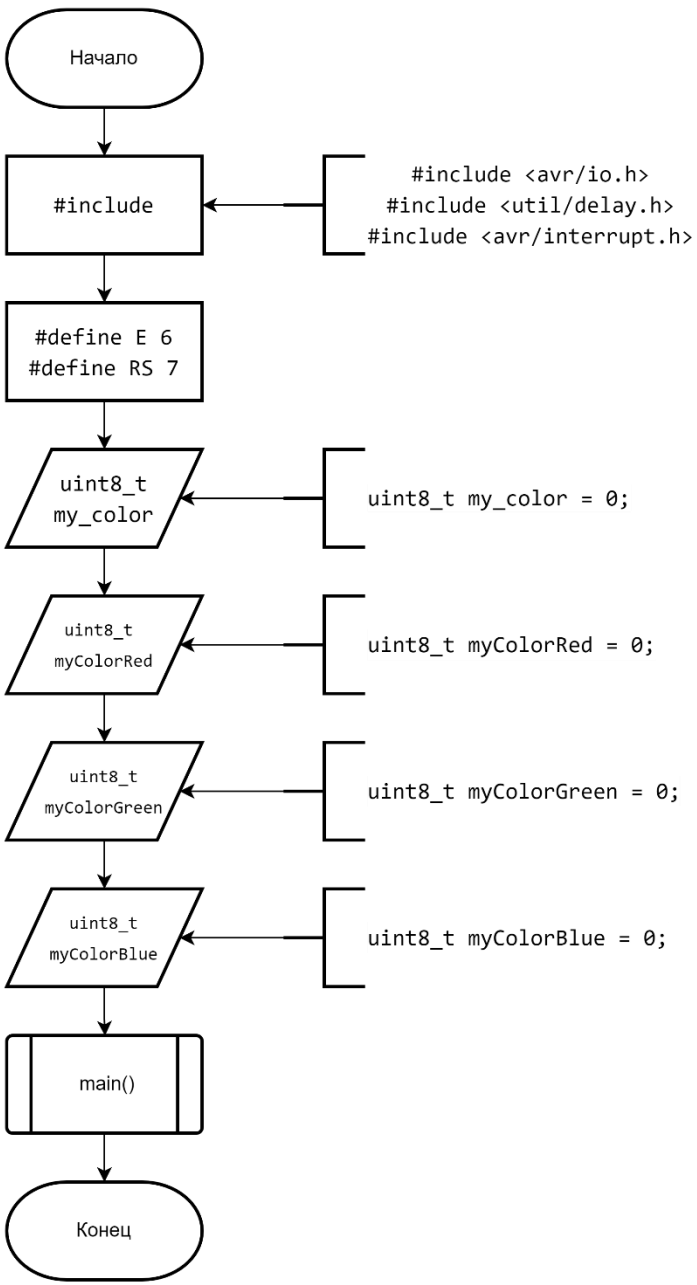 Начало
#include
#include <avr/io.h>
#include <util/delay.h>
#include <avr/interrupt.h>
#define E 6
#define RS 7
uint8_t
my_color
uint8_t my_color = 0;
uint8_t
myColorRed
uint8_t myColorRed = 0;
uint8_t
myColorGreen
uint8_t myColorGreen = 0;
uint8_t
myColorBlue
uint8_t myColorBlue = 0;
main()
Конец